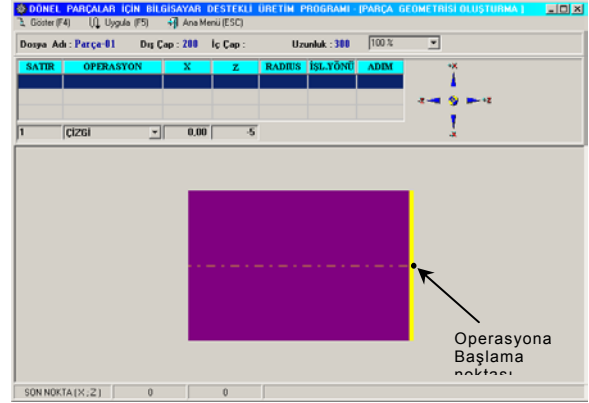 DÖNEL PARÇALAR İÇİN BİLGİSAYAR DESTEKLİ ÜRETİM PROGRAMI - [PARÇA GEOMETRİSİ OLUŞTURMA ]
Göster (F4) Uygula (F5) Ana Menü (ESC)
Dosya Adı : Parça-01 Dış Çap : 200 İç Çap : Uzunluk : 300 100 %
SATIR OPERASYON X Z RADIUS İŞL.YÖNÜ ADIM
+X
-Z +Z
-X
1 ÇİZGİ 0,00 -5
Operasyona
Başlama
noktası
SON NOKTA ( X ; Z ) 0 0